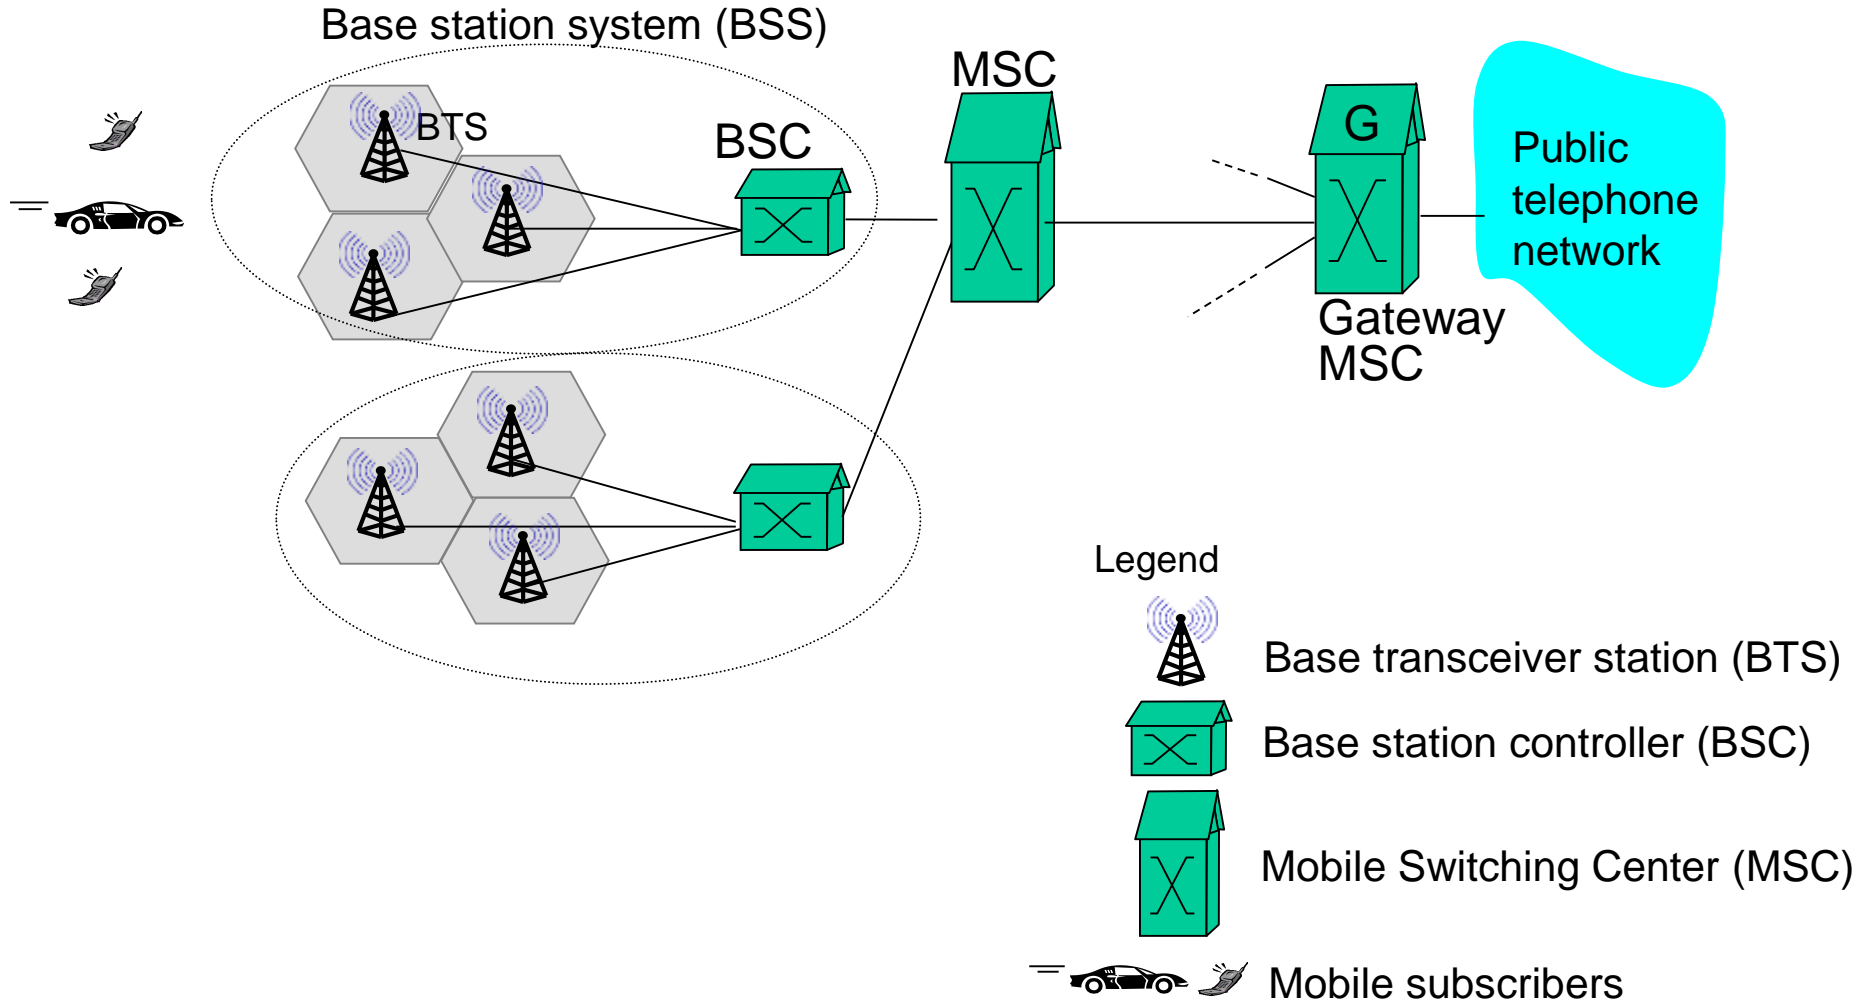 Base station system (BSS)
MSC
BTS
BSC
G
Public
telephone
network
Gateway
MSC
Legend
Base transceiver station (BTS)
Base station controller (BSC)
Mobile Switching Center (MSC)
Mobile subscribers